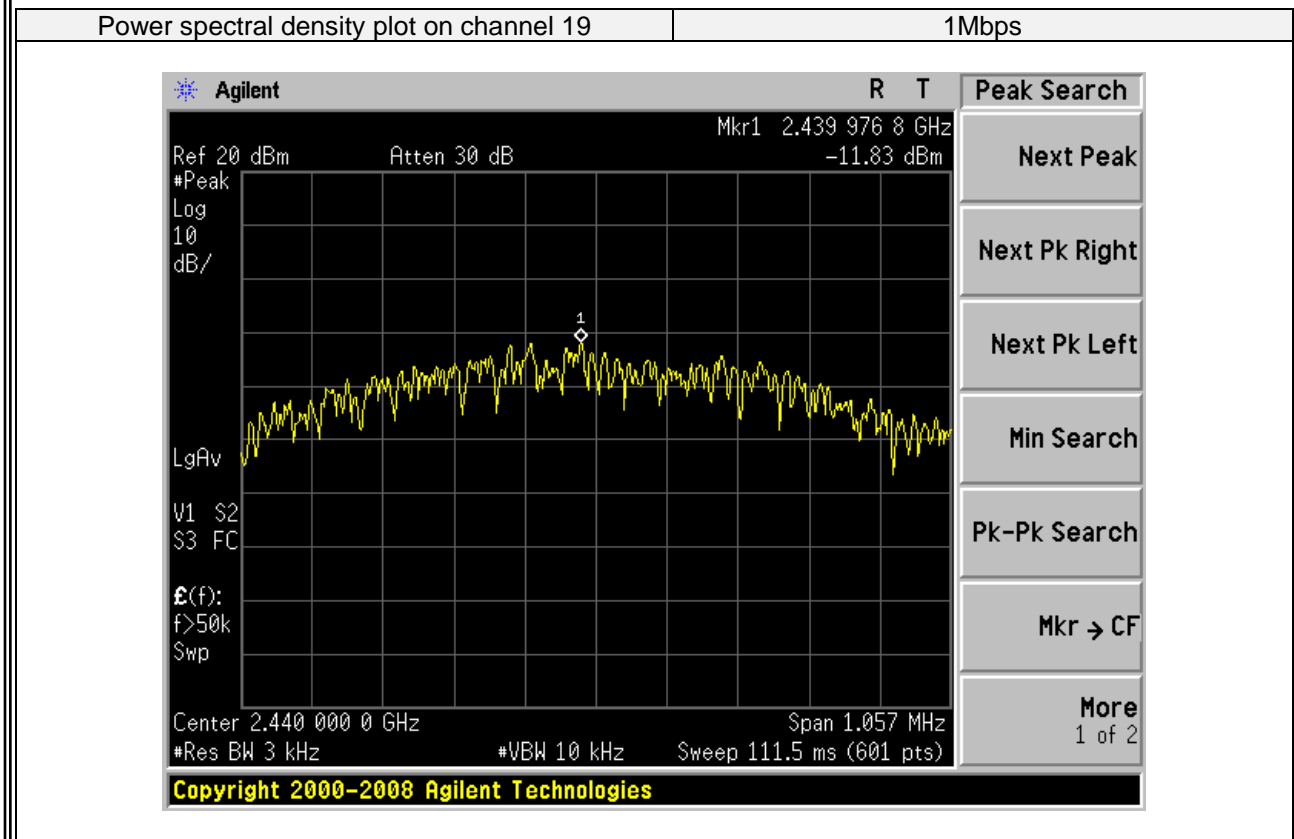 Power spectral density plot on channel 19 1Mbps
Agilent R T Peak Search
Mkr1 2.439 976 8 GHz
Ref 20 dBm Atten 30 dB -11.83 dBm
#Peak
Log
10
dB/
1
LgAv
V1 S2
S3 FC
£(f):
f>50k
Swp
Center 2.440 000 0 GHz Span 1.057 MHz
#Res BW 3 kHz #VBW 10 kHz Sweep 111.5 ms (601 pts)
Copyright 2000-2008 Agilent Technologies
Next Peak
Next Pk Right
Next Pk Left
Min Search
Pk-Pk Search
Mkr → CF
More
1 of 2